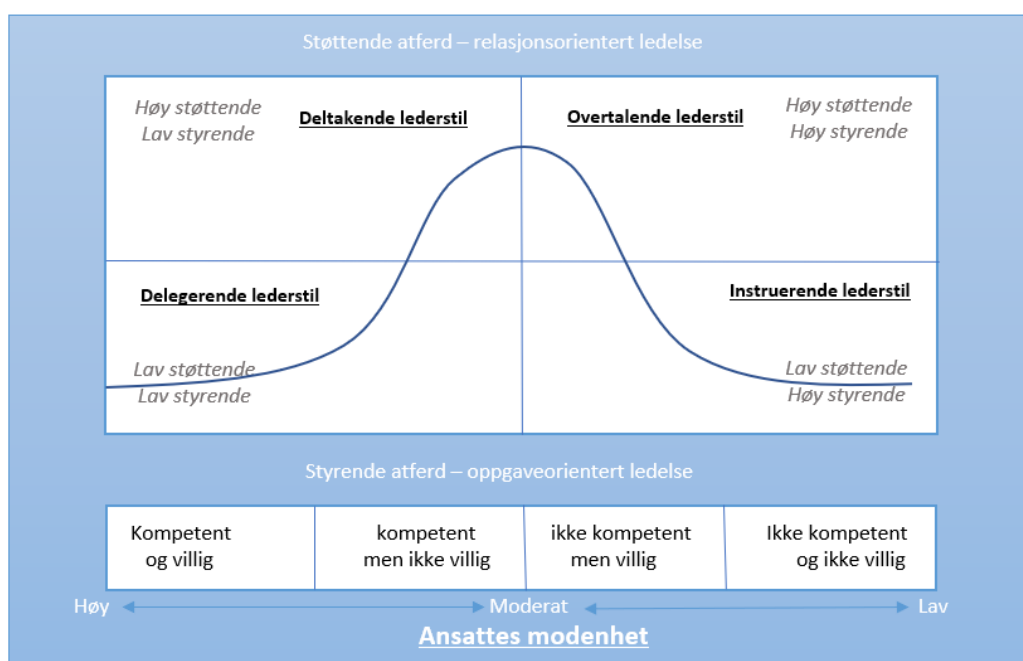 Støttende atferd – relasjonsorientert ledelse
Høy støttende
Lav styrende
Deltakende lederstil
Overtalende lederstil
Høy støttende
Høy styrende
Delegerende lederstil
Instruerende lederstil
Lav støttende
Lav styrende
Lav støttende
Høy styrende
Styrende atferd – oppgaveorientert ledelse
Kompetent
og villig
kompetent
men ikke villig
ikke kompetent
men villig
Ikke kompetent
og ikke villig
Høy
Moderat
Lav
Ansattes modenhet